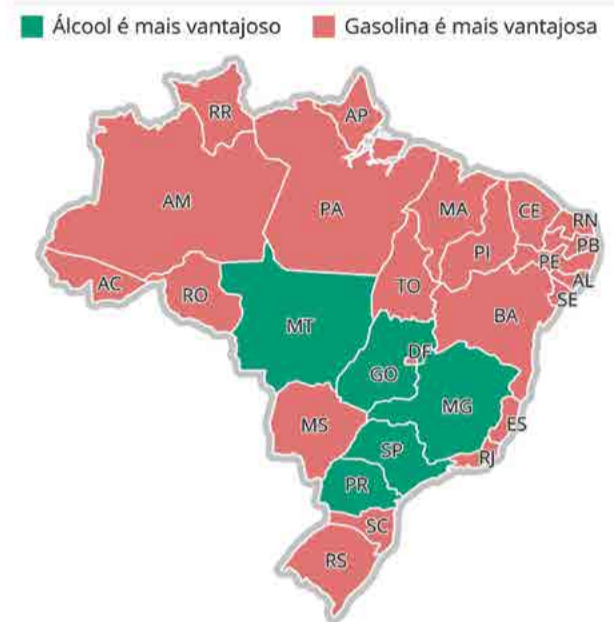 Álcool é mais vantajoso
Gasolina é mais vantajosa
RR
AP
AM
PA
MA
CE
RN
PI
PB
PE
AC
RO
TO
AL
SE
BA
MT
DF
GO
MG
MS
ES
SP
RJ
PR
SC
RS